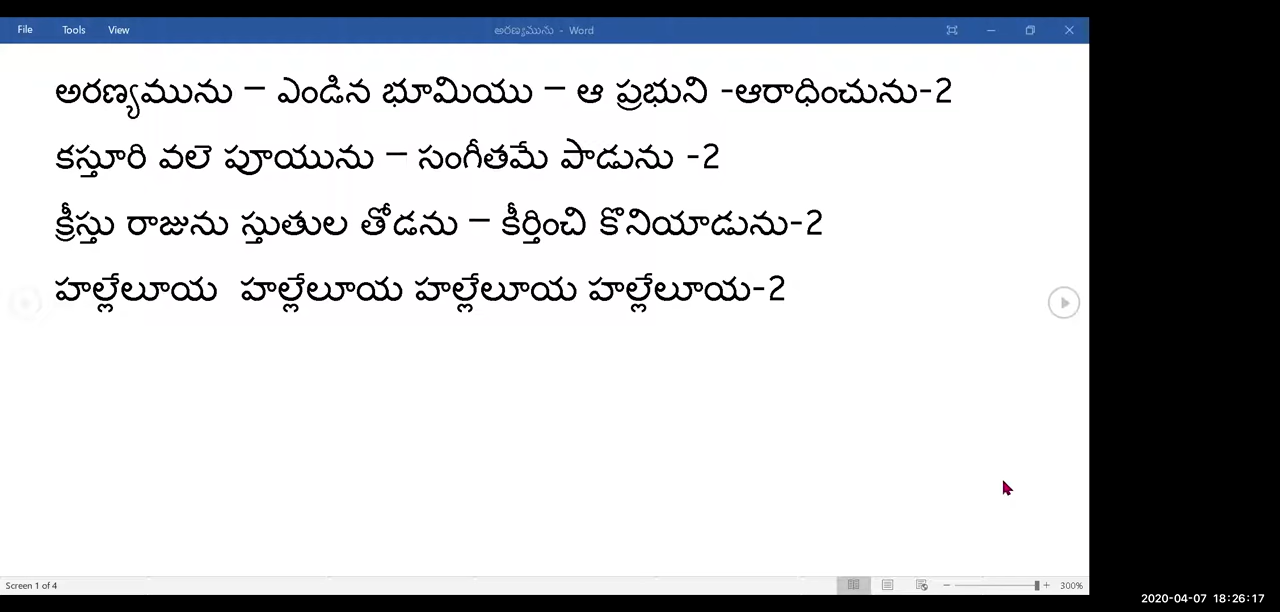 File Tools View అరణ్యమును - Word
అరణ్యమును – ఎండిన భూమియు – ఆ ప్రభుని -ఆరాధించును-2
కస్తూరి వలె పూయును – సంగీతమే పాడును -2
క్రీస్తు రాజును స్తుతుల తోడను – కీర్తించి కొనియాడును-2
హల్లేలూయ  హల్లేలూయ హల్లేలూయ హల్లేలూయ-2
Screen 1 of 4 300%
2020-04-07 18:26:17